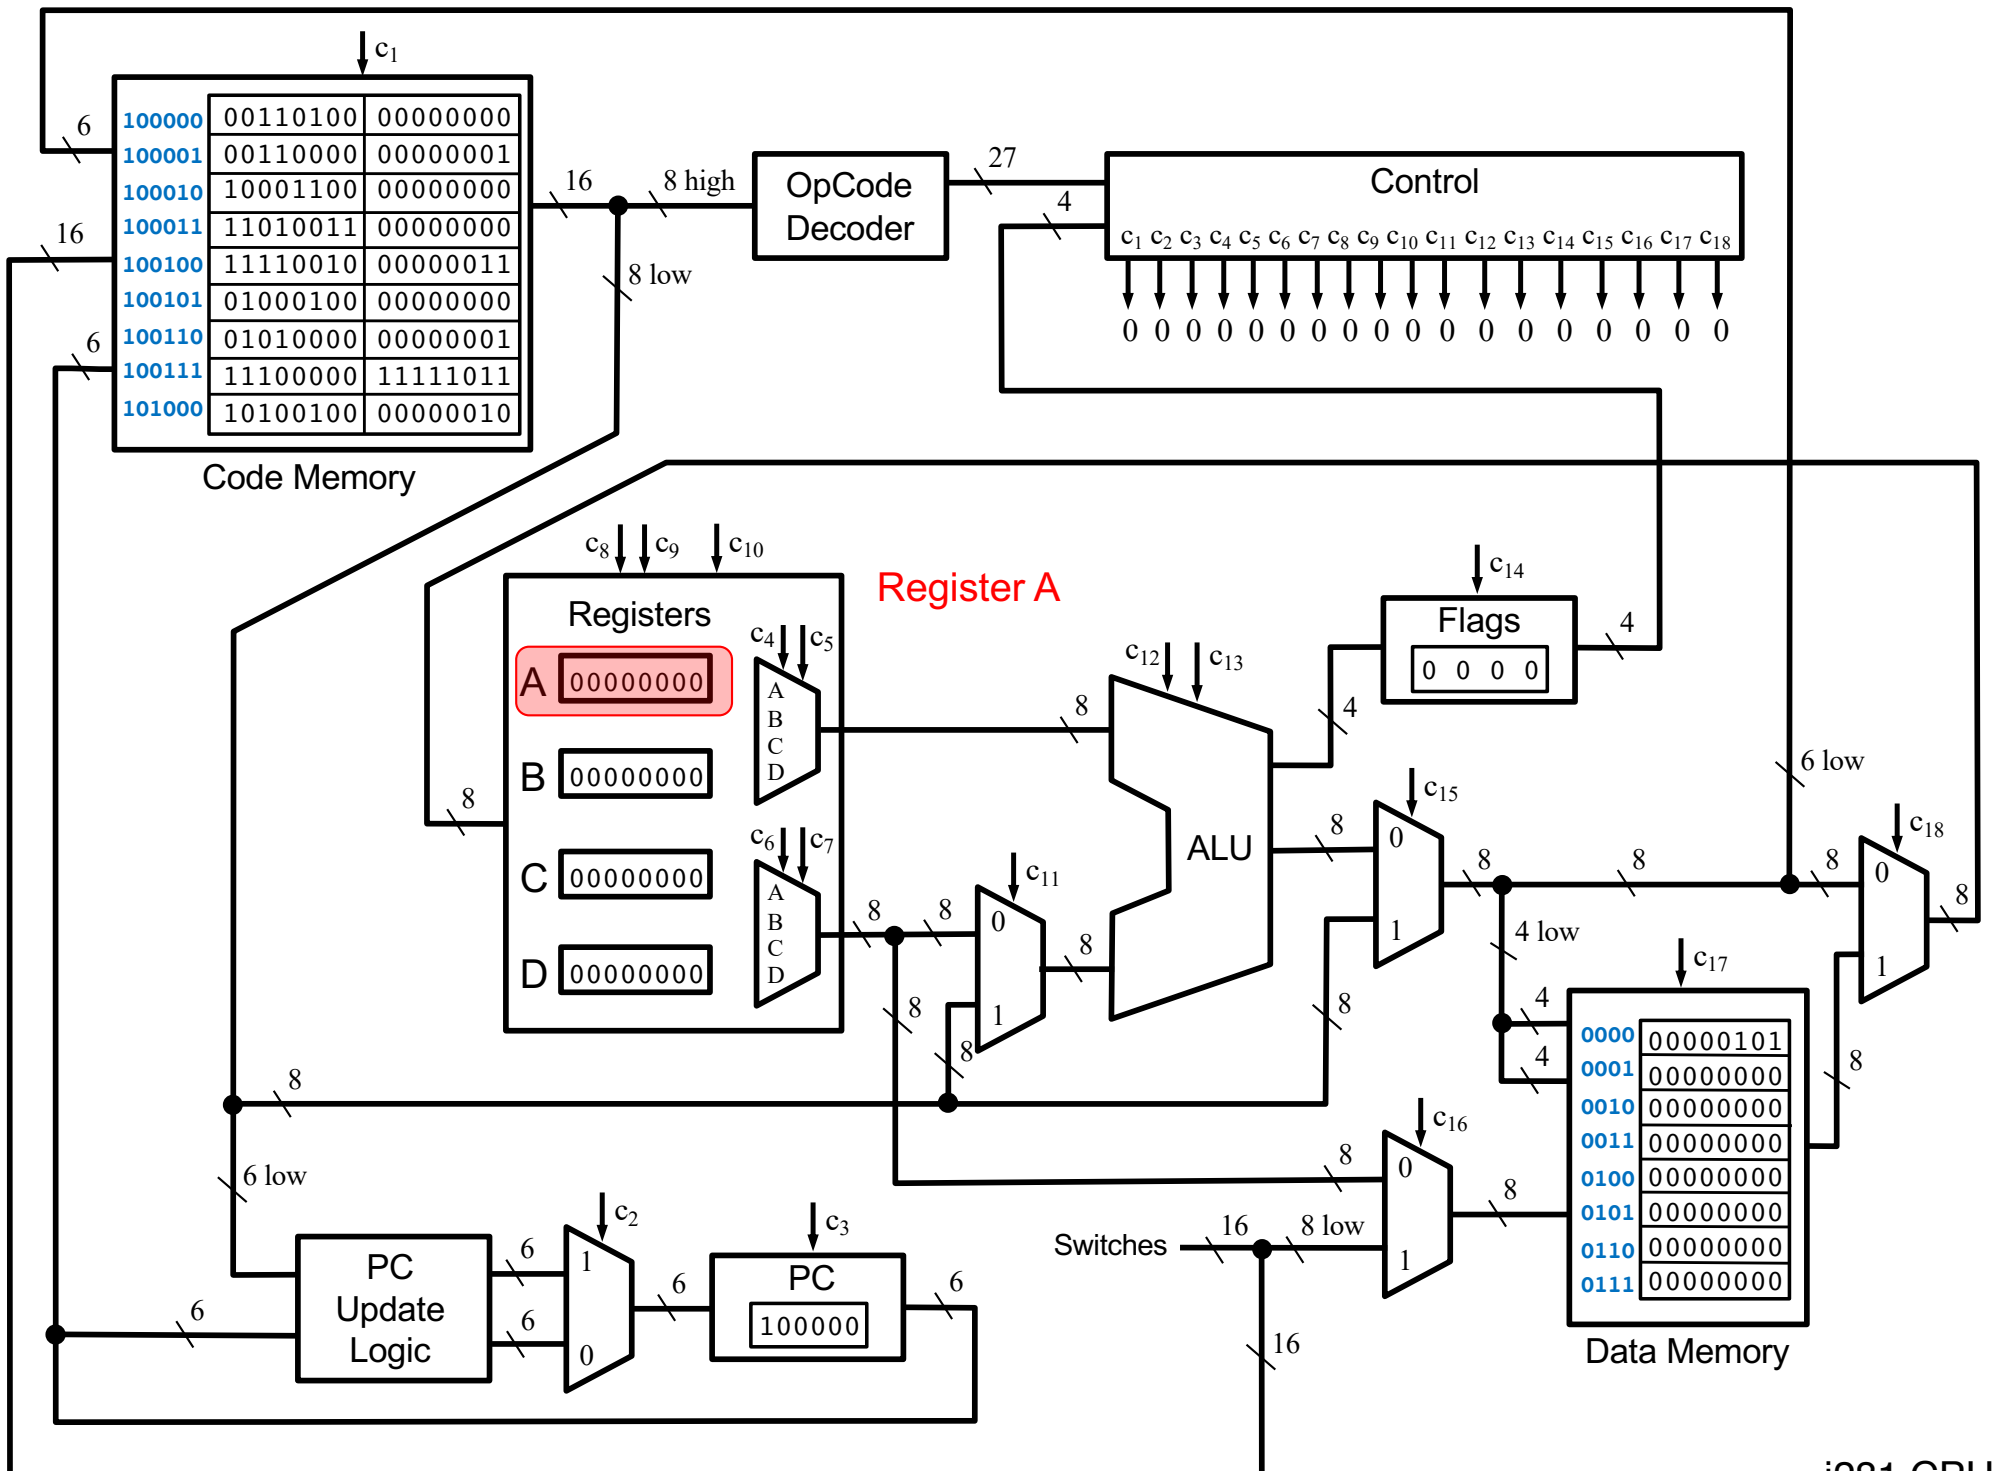 c1
100000 00110100 00000000
100001 00110000 00000001
100010 10001100 00000000
100011 11010011 00000000
100100 11110010 00000011
100101 01000100 00000000
100110 01010000 00000001
100111 11100000 11111011
101000 10100100 00000010
Code Memory
6
16
6
16
8 high
8 low
OpCode
Decoder
27
4
Control
c1 c2 c3 c4 c5 c6 c7 c8 c9 c10 c11 c12 c13 c14 c15 c16 c17 c18
0 0 0 0 0 0 0 0 0 0 0 0 0 0 0 0 0 0
c8 c9 c10
Register A
Registers
A 00000000
B 00000000
C 00000000
D 00000000
8
c4 c5
A
B
C
D
c6 c7
A
B
C
D
8
8
8
8
8
c11
0
1
8
c12 c13
ALU
4
8
c14
Flags
0 0 0 0
4
c15
0
1
8
8
8
6 low
8
c18
0
1
8
4 low
4
4
c17
0000 00000101
0001 00000000
0010 00000000
0011 00000000
0100 00000000
0101 00000000
0110 00000000
0111 00000000
Data Memory
8
8
8
c16
0
1
8
Switches
16
8 low
16
6 low
6
PC
Update
Logic
6
6
c2
1
0
6
c3
PC
100000
6